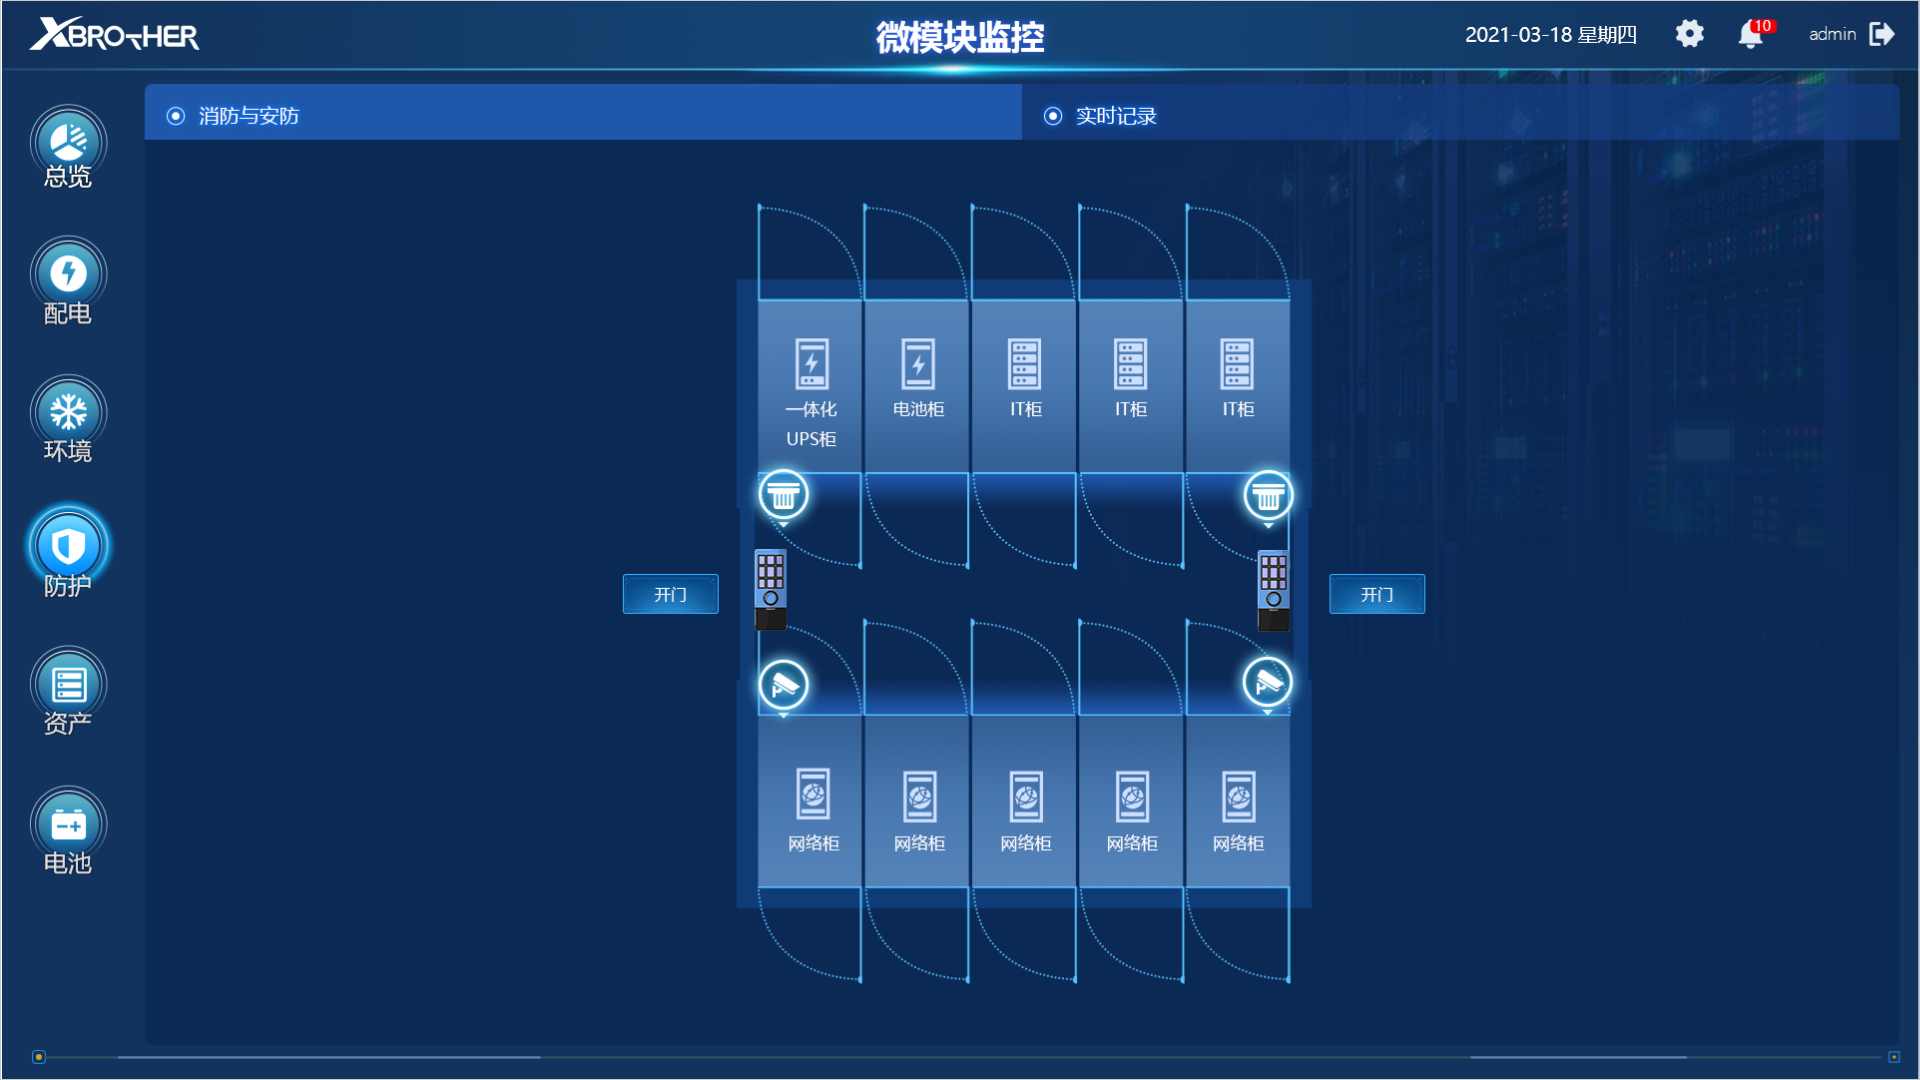 XBROTHER
微模块监控
2021-03-18 星期四
10
admin
消防与安防
实时记录
总览
配电
环境
防护
资产
电池
一体化
UPS柜
电池柜
IT柜
IT柜
IT柜
开门
开门
网络柜
网络柜
网络柜
网络柜
网络柜